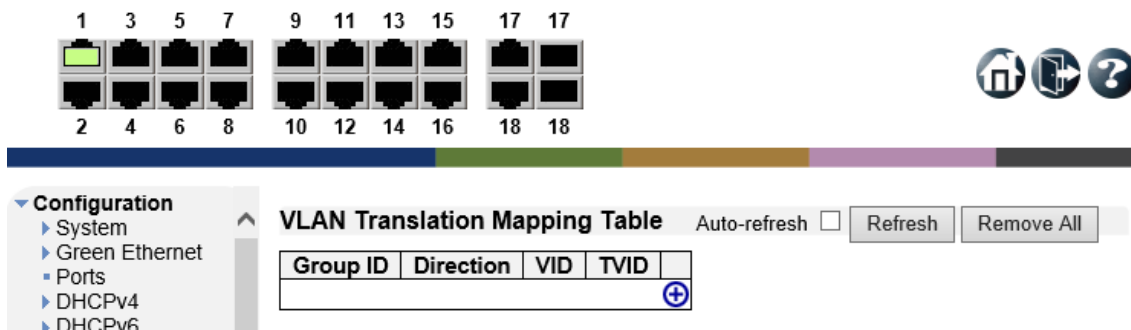 1 3 5 7 9 11 13 15 17 17
2 4 6 8 10 12 14 16 18 18
?
Configuration
System
Green Ethernet
Ports
DHCPv4
DHCPv6
VLAN Translation Mapping Table Auto-refresh Refresh Remove All
Group ID Direction VID TVID